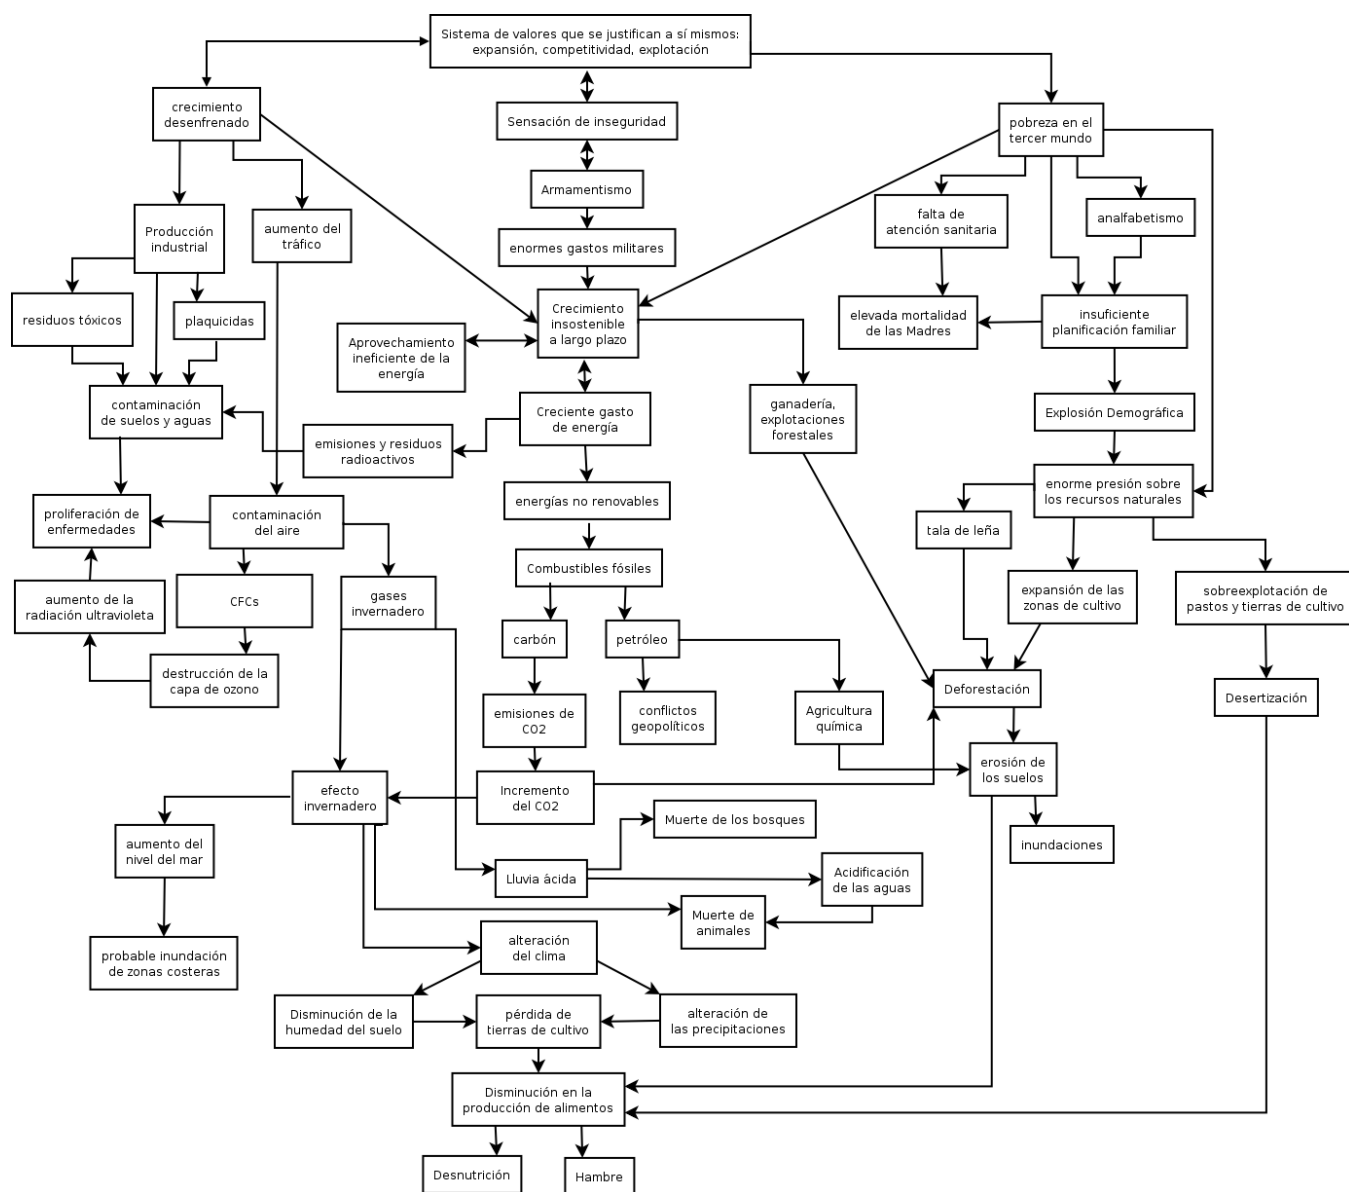 Sistema de valores que se justifican a sí mismos:
expansión, competitividad, explotación
crecimiento
desenfrenado
Sensación de inseguridad
pobreza en el
tercer mundo
Armamentismo
falta de
atención sanitaria
analfabetismo
Producción
industrial
aumento del
tráfico
enormes gastos militares
residuos tóxicos
plaquicidas
Crecimiento
insostenible
a largo plazo
elevada mortalidad
de las Madres
insuficiente
planificación familiar
Aprovechamiento
ineficiente de la
energía
contaminación
de suelos y aguas
Creciente gasto
de energía
ganadería,
explotaciones
forestales
Explosión Demográfica
emisiones y residuos
radioactivos
enorme presión sobre
los recursos naturales
energías no renovables
proliferación de
enfermedades
contaminación
del aire
tala de leña
Combustibles fósiles
aumento de la
radiación ultravioleta
CFCs
gases
invernadero
expansión de las
zonas de cultivo
sobreexplotación de
pastos y tierras de cultivo
carbón
petróleo
destrucción de la
capa de ozono
Deforestación
Desertización
emisiones de
CO2
conflictos
geopolíticos
Agricultura
química
erosión de
los suelos
efecto
invernadero
Incremento
del CO2
Muerte de los bosques
aumento del
nivel del mar
inundaciones
Lluvia ácida
Acidificación
de las aguas
Muerte de
animales
probable inundación
de zonas costeras
alteración
del clima
Disminución de la
humedad del suelo
pérdida de
tierras de cultivo
alteración de
las precipitaciones
Disminución en la
producción de alimentos
Desnutrición
Hambre